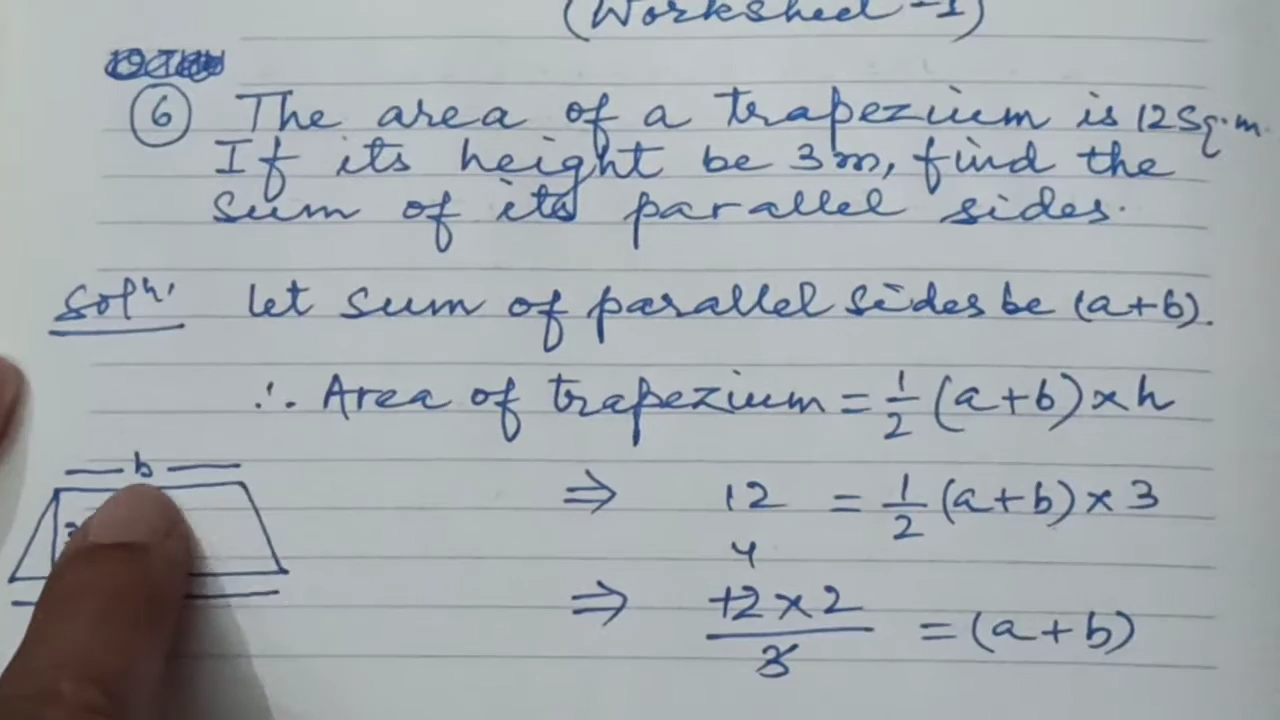 (Worksheet-1)
6 The area of a trapezium is 12 Sq.m.
If its height be 3m, find the
sum of its parallel sides.
Solⁿ. let sum of parallel sides be (a+b).
∴ Area of trapezium = 1/2 (a+b) × h
b
⇒ 12 = 1/2 (a+b) × 3
4
⇒ 12 × 2 / 3 = (a+b)